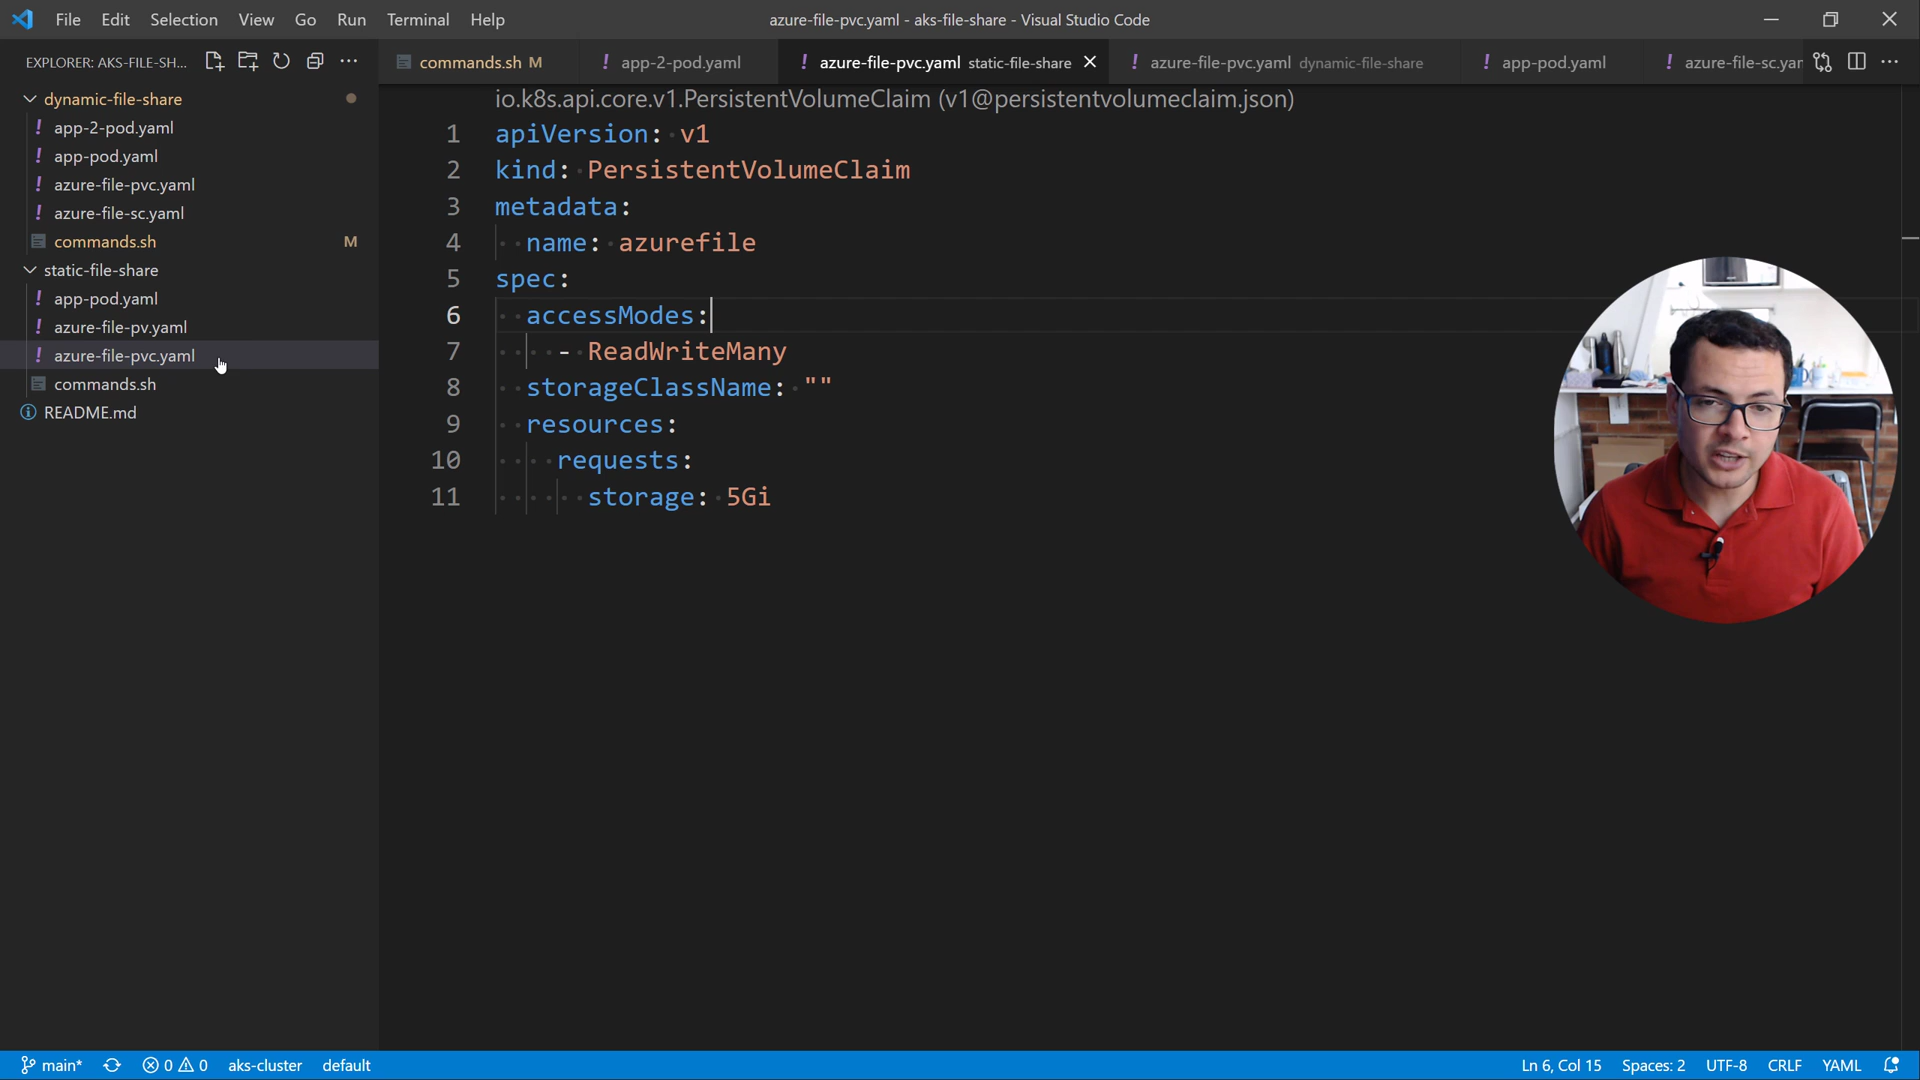 File Edit Selection View Go Run Terminal Help
azure-file-pvc.yaml - aks-file-share - Visual Studio Code
EXPLORER: AKS-FILE-SH...
commands.sh M
! app-2-pod.yaml
! azure-file-pvc.yaml static-file-share
! azure-file-pvc.yaml dynamic-file-share
! app-pod.yaml
! azure-file-sc.yam
dynamic-file-share
! app-2-pod.yaml
! app-pod.yaml
! azure-file-pvc.yaml
! azure-file-sc.yaml
commands.sh M
static-file-share
! app-pod.yaml
! azure-file-pv.yaml
! azure-file-pvc.yaml
commands.sh
README.md
io.k8s.api.core.v1.PersistentVolumeClaim (v1@persistentvolumeclaim.json)
1 apiVersion: v1
2 kind: PersistentVolumeClaim
3 metadata:
4 name: azurefile
5 spec:
6 accessModes:
7 - ReadWriteMany
8 storageClassName: ""
9 resources:
10 requests:
11 storage: 5Gi
main* 0 0 aks-cluster default
Ln 6, Col 15 Spaces: 2 UTF-8 CRLF YAML